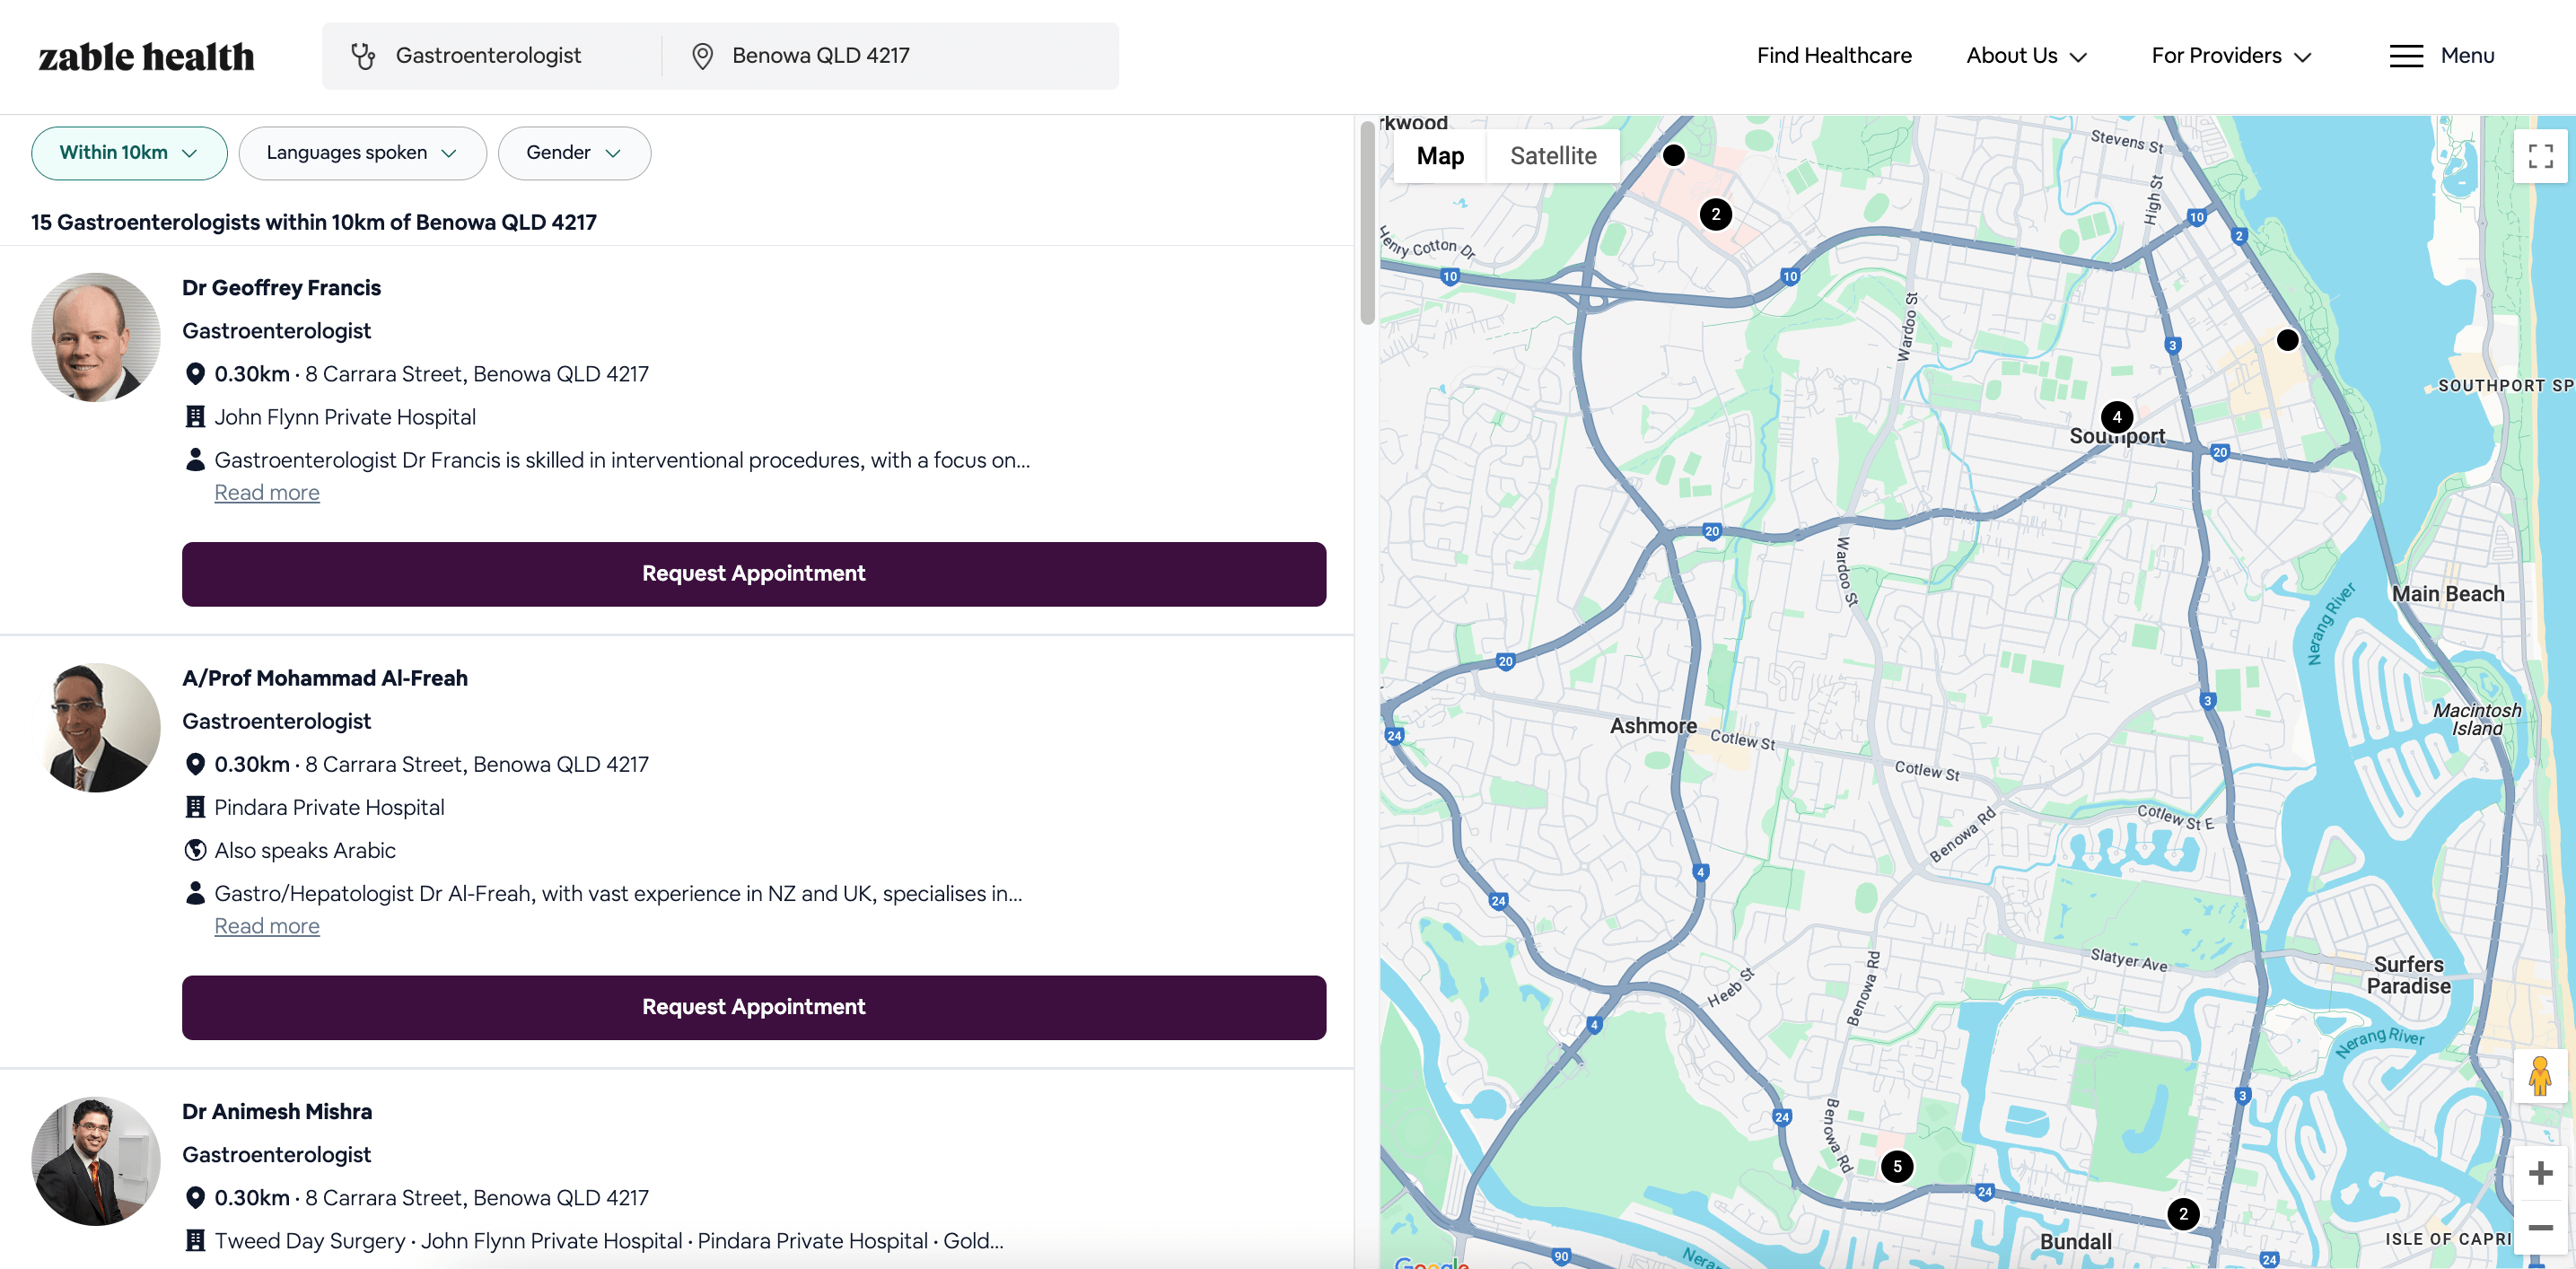 zable health
Gastroenterologist
Benowa QLD 4217
Find Healthcare
About Us
For Providers
Menu
Within 10km
Languages spoken
Gender
15 Gastroenterologists within 10km of Benowa QLD 4217
Dr Geoffrey Francis
Gastroenterologist
0.30km · 8 Carrara Street, Benowa QLD 4217
John Flynn Private Hospital
Gastroenterologist Dr Francis is skilled in interventional procedures, with a focus on...
Read more
Request Appointment
A/Prof Mohammad Al-Freah
Gastroenterologist
0.30km · 8 Carrara Street, Benowa QLD 4217
Pindara Private Hospital
Also speaks Arabic
Gastro/Hepatologist Dr Al-Freah, with vast experience in NZ and UK, specialises in...
Read more
Request Appointment
Dr Animesh Mishra
Gastroenterologist
0.30km · 8 Carrara Street, Benowa QLD 4217
Tweed Day Surgery · John Flynn Private Hospital · Pindara Private Hospital · Gold...
rkwood
Map
Satellite
Stevens St
High St
2
10
2
Henry Cotton Dr
10
10
Wardoo St
3
SOUTHPORT SP
4
Southport
20
20
Wardoo St
Main Beach
Nerang River
20
3
Macintosh
Island
Ashmore
24
Cotlew St
Cotlew St
Cotlew St E
Benowa Rd
4
24
Slatyer Ave
Surfers
Paradise
Heeb St
Benowa Rd
4
Nerang River
3
24
Benowa Rd
5
24
2
Bundall
ISLE OF CAPRI
90
Nerang
24
Google